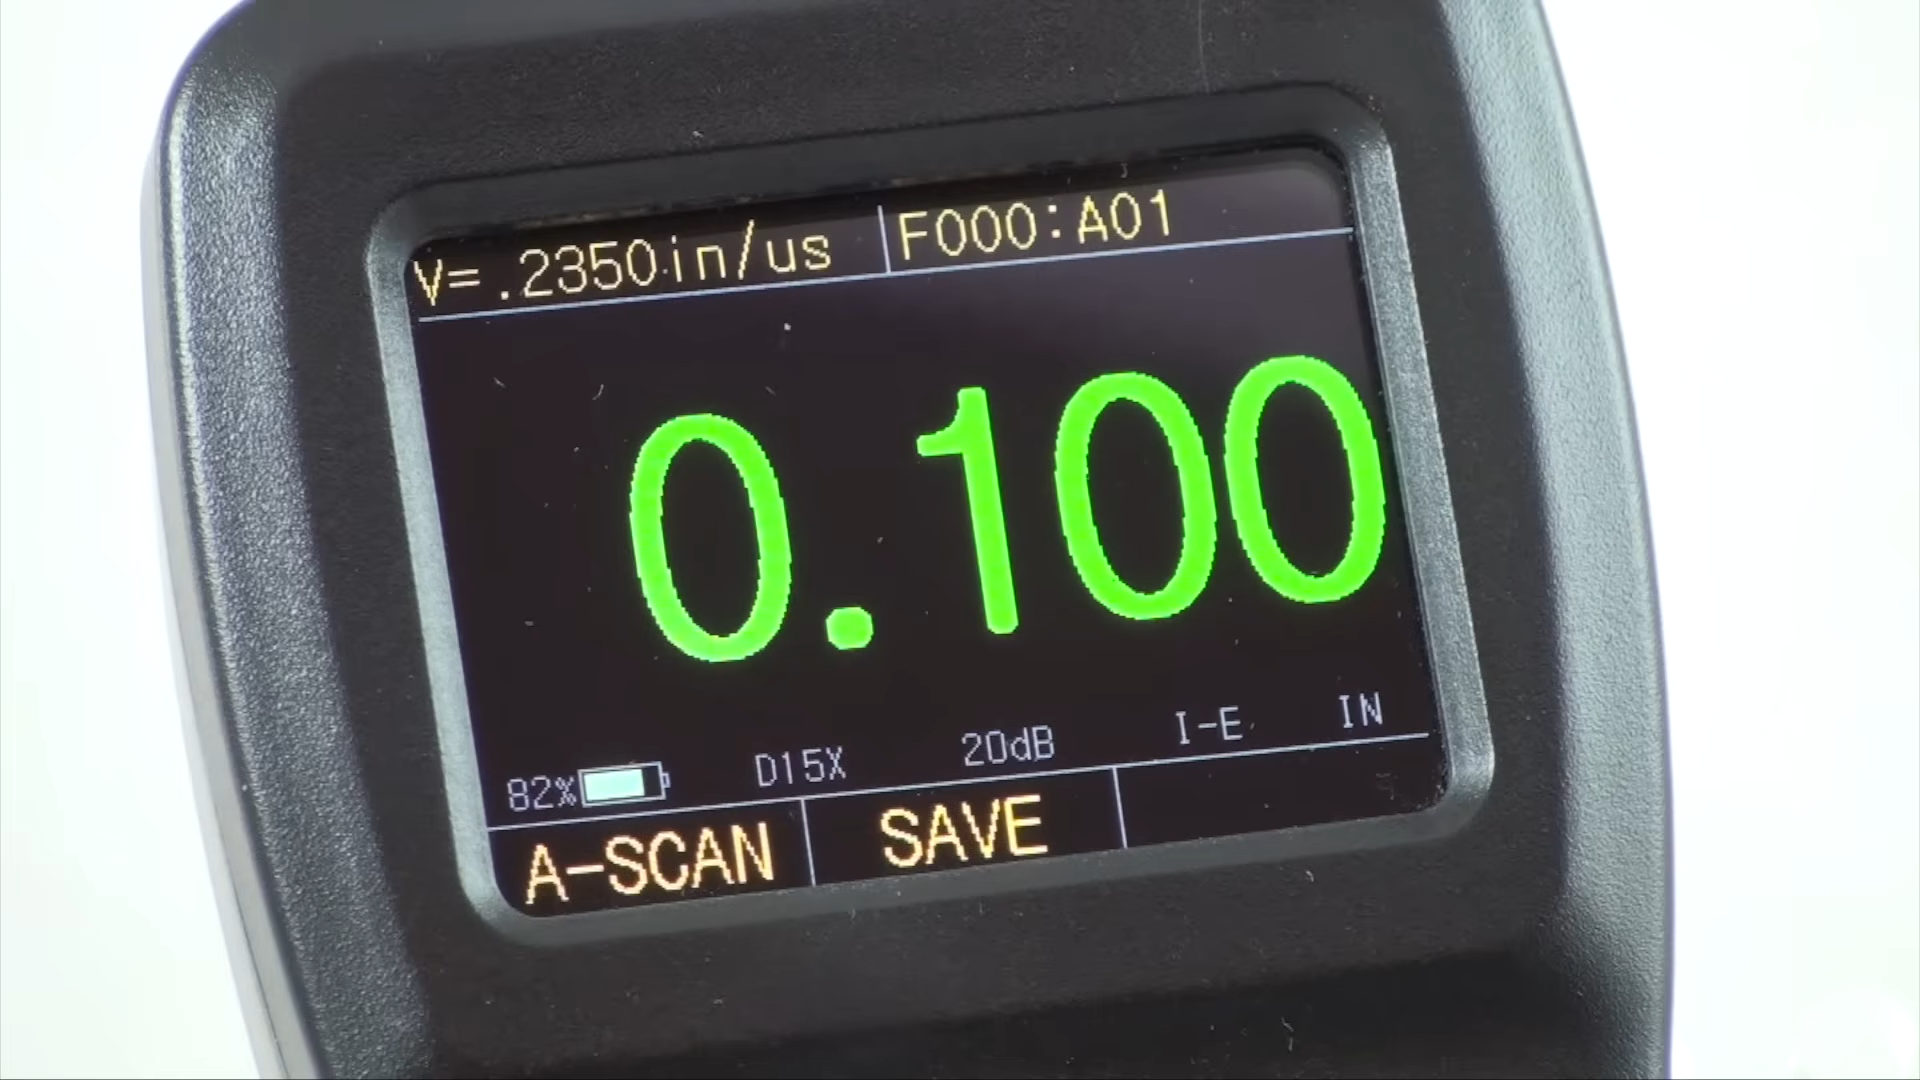 V= .2350in/us F000:A01
0.100
82% D15X 20dB I-E IN
A-SCAN SAVE